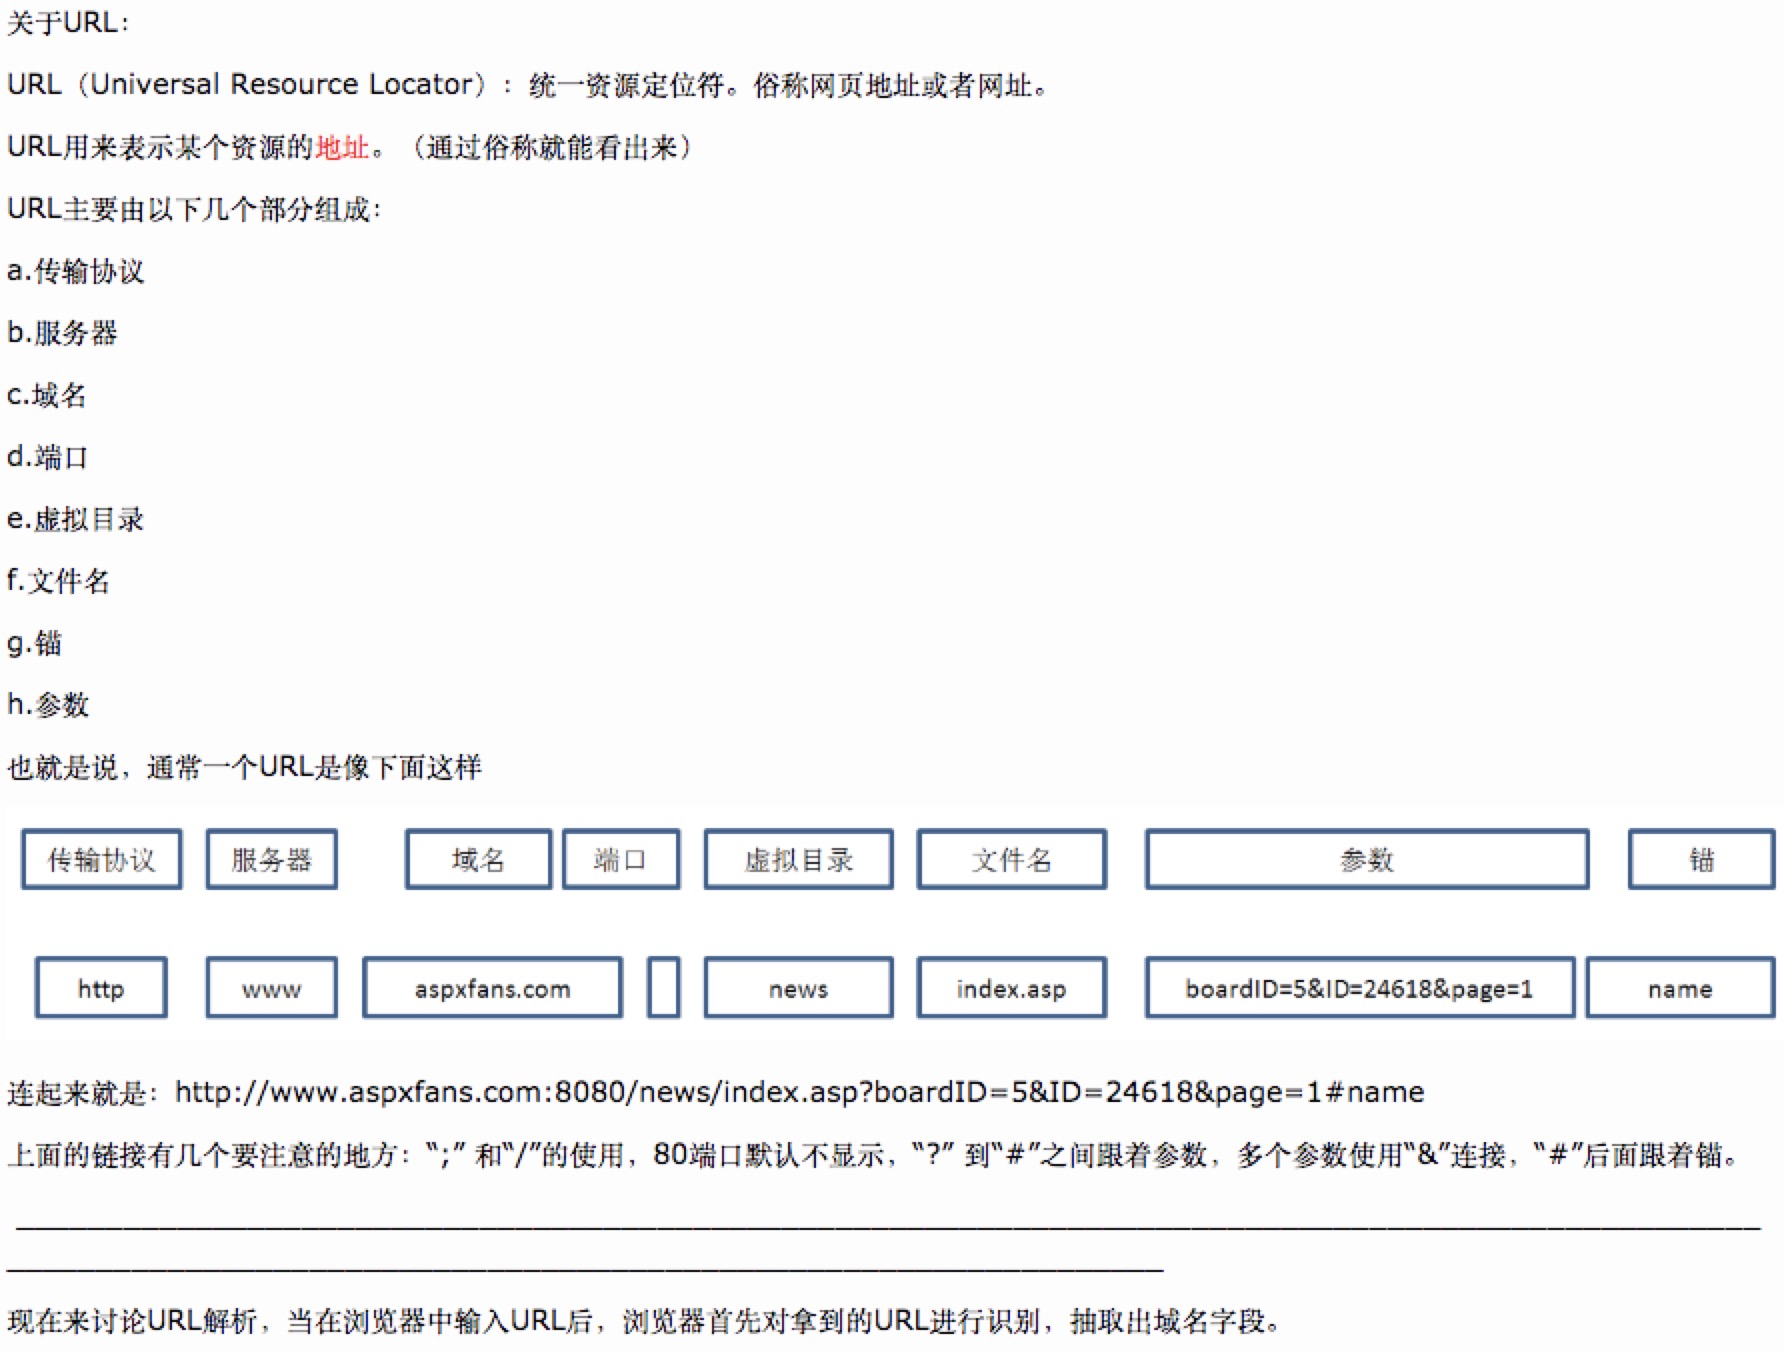 关于URL：
URL（Universal Resource Locator）：统一资源定位符。俗称网页地址或者网址。
URL用来表示某个资源的地址。（通过俗称就能看出来）
URL主要由以下几个部分组成：
a.传输协议
b.服务器
c.域名
d.端口
e.虚拟目录
f.文件名
g.锚
h.参数
也就是说，通常一个URL是像下面这样
传输协议 服务器 域名 端口 虚拟目录 文件名 参数 锚
http www aspxfans.com news index.asp boardID=5&ID=24618&page=1 name
连起来就是：http://www.aspxfans.com:8080/news/index.asp?boardID=5&ID=24618&page=1#name
上面的链接有几个要注意的地方：“;” 和“/”的使用，80端口默认不显示，“?” 到“#”之间跟着参数，多个参数使用“&”连接，“#”后面跟着锚。
现在来讨论URL解析，当在浏览器中输入URL后，浏览器首先对拿到的URL进行识别，抽取出域名字段。